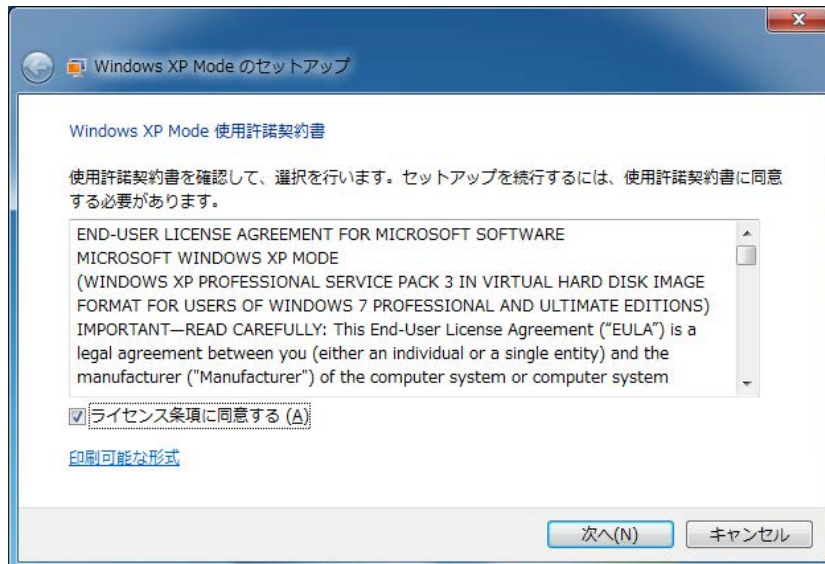 Windows XP Mode のセットアップ
Windows XP Mode 使用許諾契約書
使用許諾契約書を確認して、選択を行います。セットアップを続行するには、使用許諾契約書に同意
する必要があります。
END-USER LICENSE AGREEMENT FOR MICROSOFT SOFTWARE
MICROSOFT WINDOWS XP MODE
(WINDOWS XP PROFESSIONAL SERVICE PACK 3 IN VIRTUAL HARD DISK IMAGE
FORMAT FOR USERS OF WINDOWS 7 PROFESSIONAL AND ULTIMATE EDITIONS)
IMPORTANT—READ CAREFULLY: This End-User License Agreement (“EULA”) is a
legal agreement between you (either an individual or a single entity) and the
manufacturer ("Manufacturer") of the computer system or computer system
ライセンス条項に同意する (A)
印刷可能な形式
次へ(N)
キャンセル